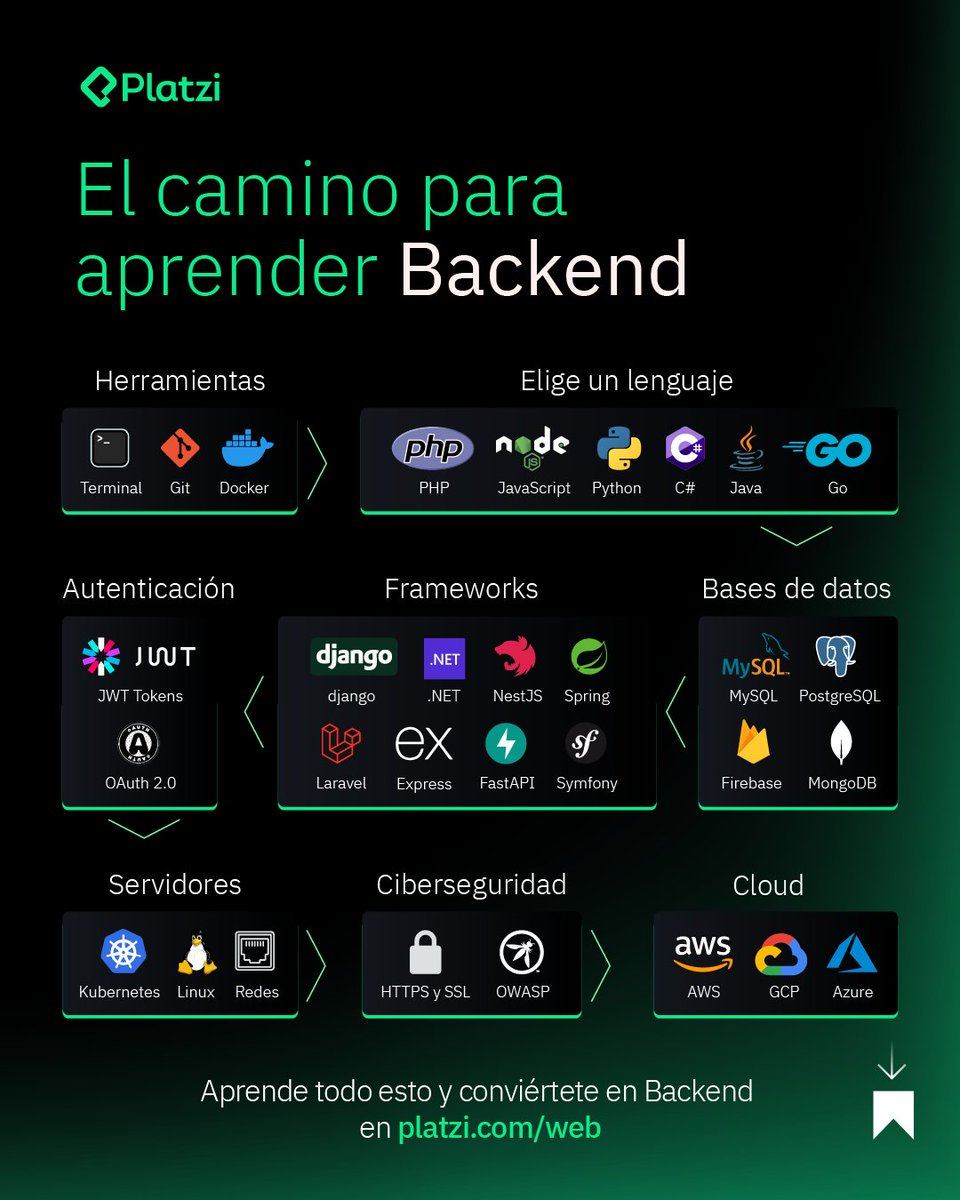 Platzi
El camino para
aprender Backend
Herramientas
>_
Terminal
Git
Docker
Elige un lenguaje
php
PHP
node
JS
JavaScript
Python
C#
C#
Java
GO
Go
Bases de datos
MySQL
MySQL
PostgreSQL
Firebase
MongoDB
Frameworks
django
django
.NET
.NET
NestJS
Spring
Laravel
ex
Express
FastAPI
sf
Symfony
Autenticación
JWT
JWT Tokens
OAUTH
A
OAUTH
OAuth 2.0
Servidores
Kubernetes
Linux
Redes
Ciberseguridad
HTTPS y SSL
OWASP
Cloud
aws
AWS
GCP
Azure
Aprende todo esto y conviértete en Backend
en platzi.com/web